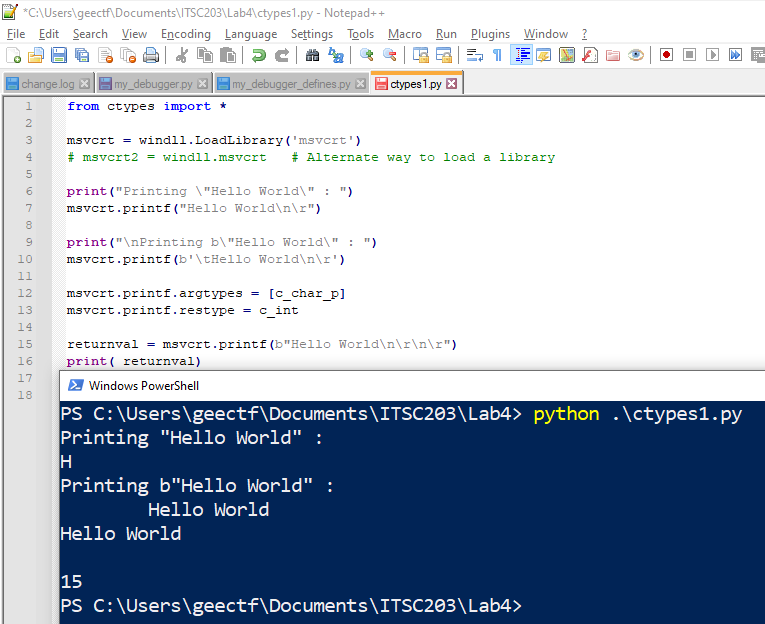 *C:\Users\geectf\Documents\ITSC203\Lab4\ctypes1.py - Notepad++
File Edit Search View Encoding Language Settings Tools Macro Run Plugins Window ?
change.log my_debugger.py my_debugger_defines.py ctypes1.py
1 from ctypes import *
2
3 msvcrt = windll.LoadLibrary('msvcrt')
4 # msvcrt2 = windll.msvcrt   # Alternate way to load a library
5
6 print("Printing \"Hello World\" : ")
7 msvcrt.printf("Hello World\n\r")
8
9 print("\nPrinting b\"Hello World\" : ")
10 msvcrt.printf(b'\tHello World\n\r')
11
12 msvcrt.printf.argtypes = [c_char_p]
13 msvcrt.printf.restype = c_int
14
15 returnval = msvcrt.printf(b"Hello World\n\r\n\r")
16 print( returnval)
17
18
Windows PowerShell
PS C:\Users\geectf\Documents\ITSC203\Lab4> python .\ctypes1.py
Printing "Hello World" :
H
Printing b"Hello World" :
        Hello World
Hello World

15
PS C:\Users\geectf\Documents\ITSC203\Lab4>